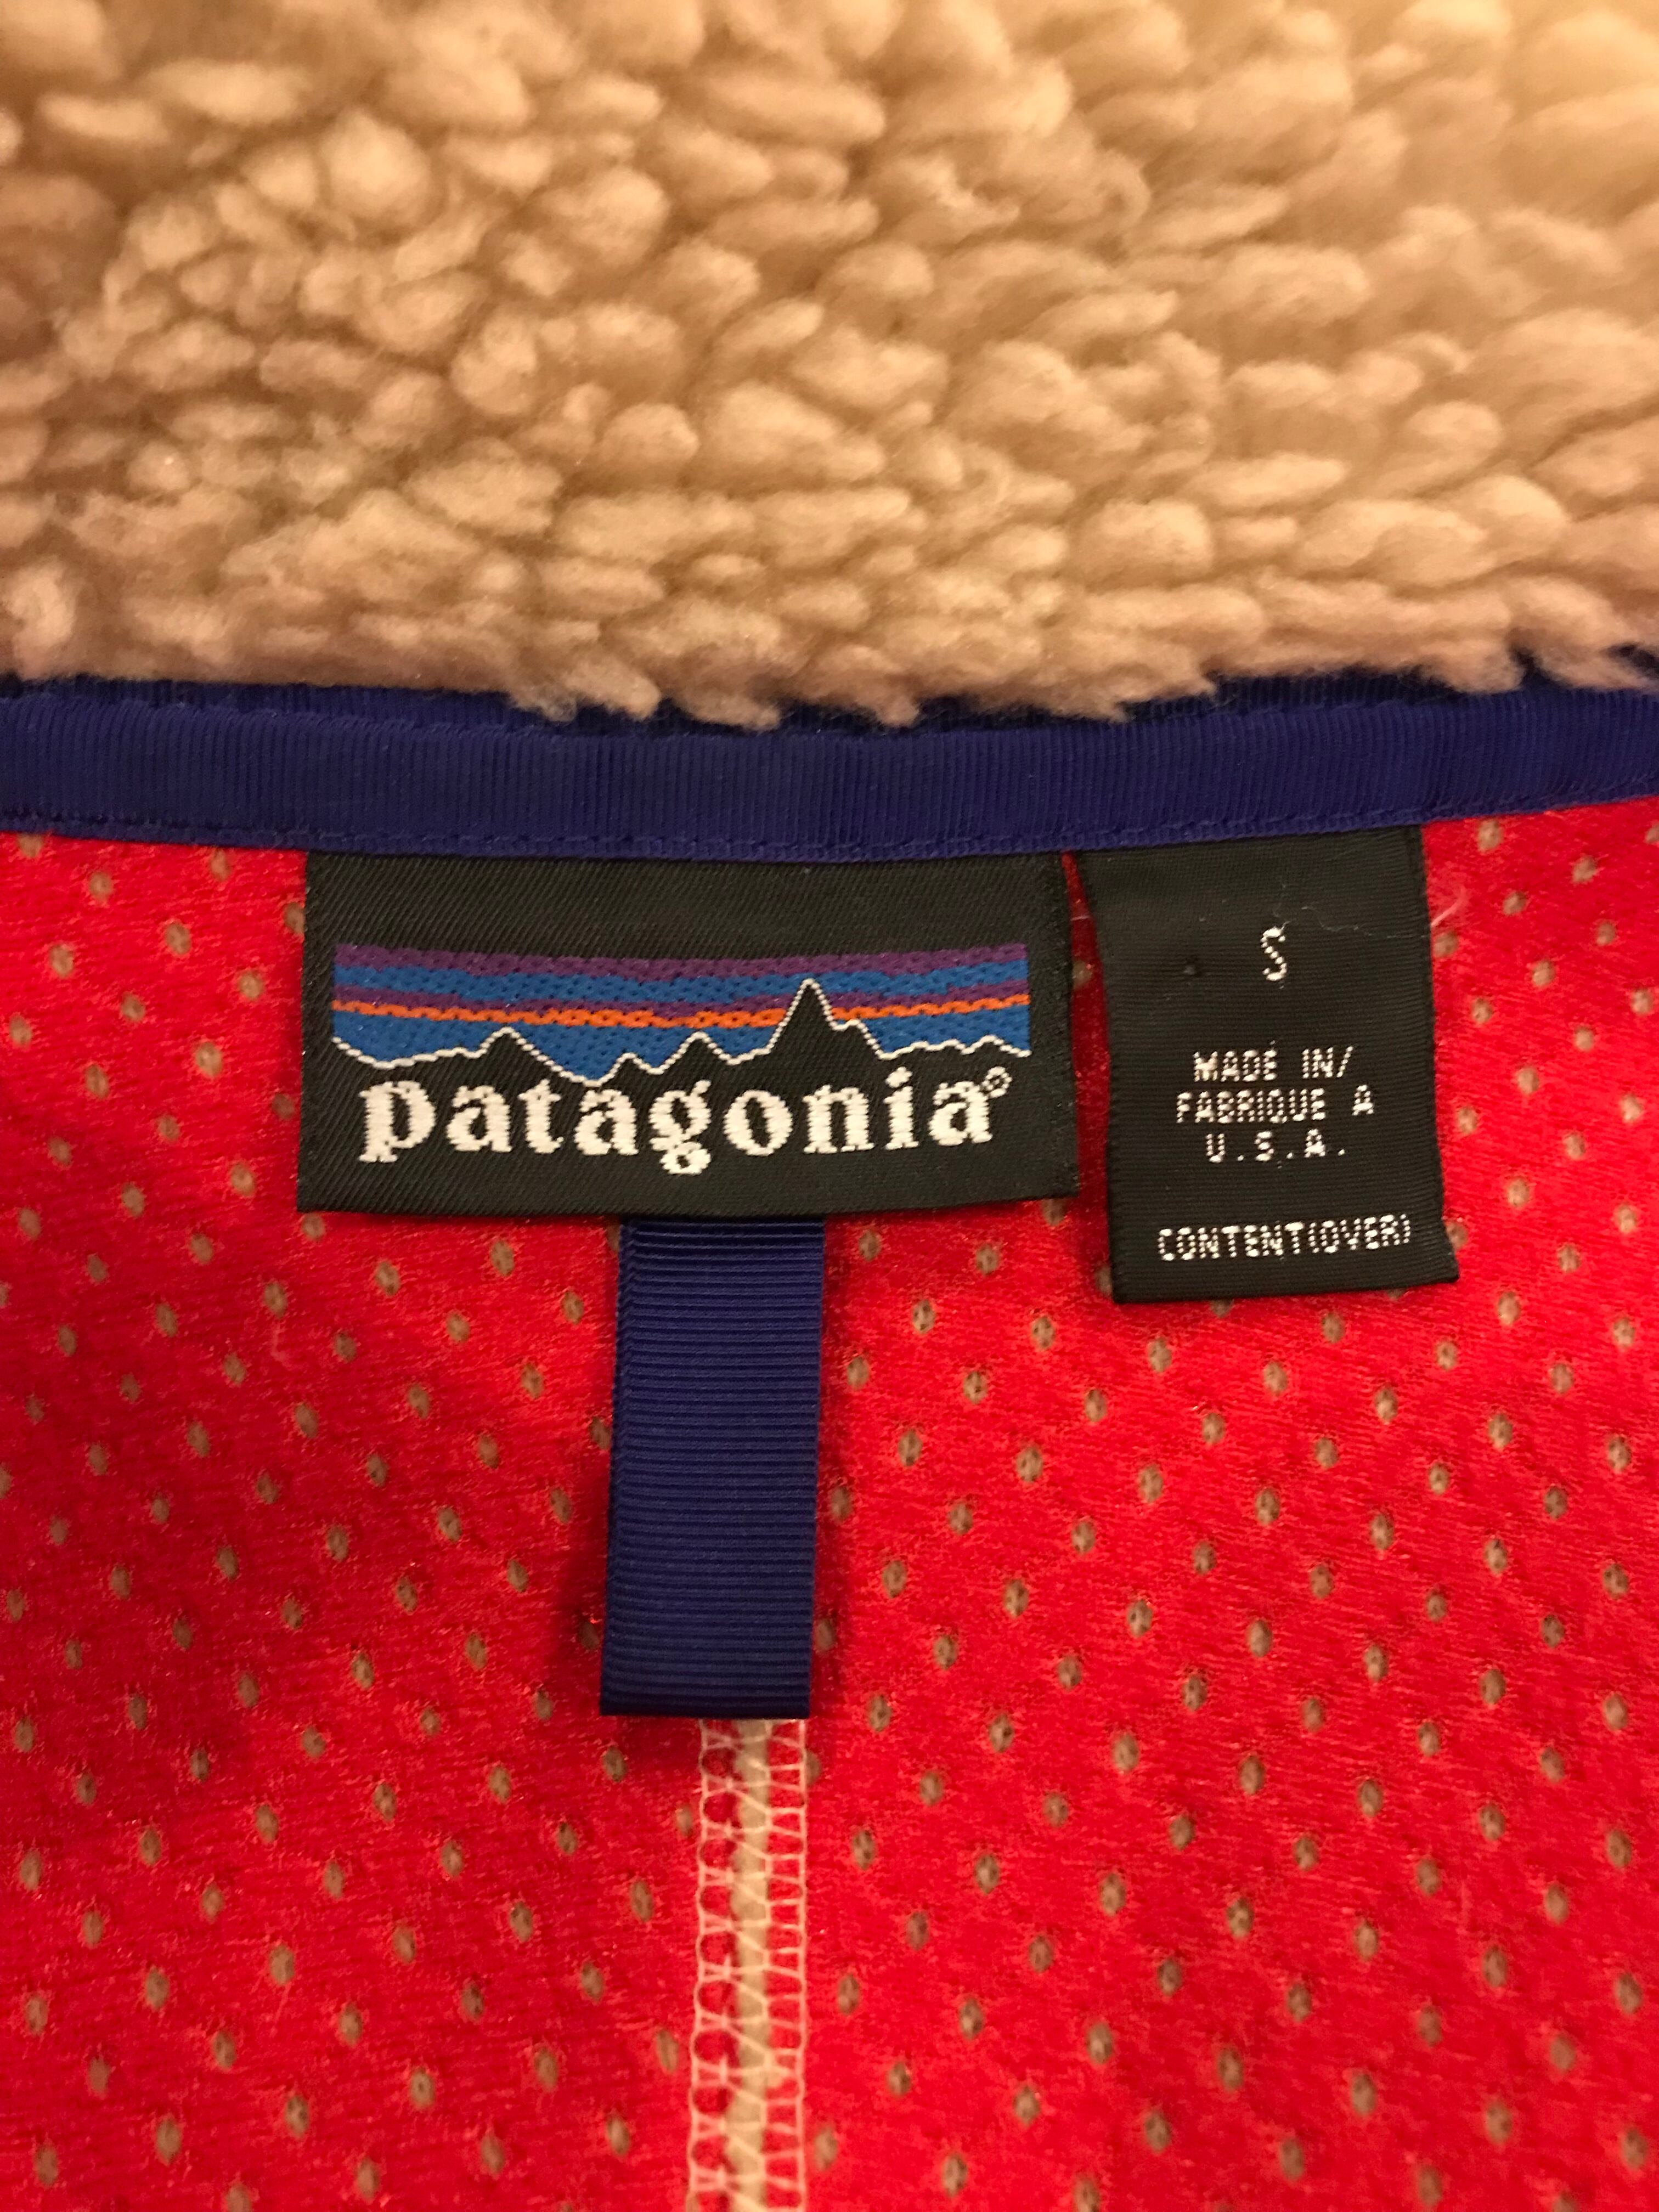 patagonia®
S
MADE IN/
FABRIQUE A
U.S.A.
CONTENT(OVER)